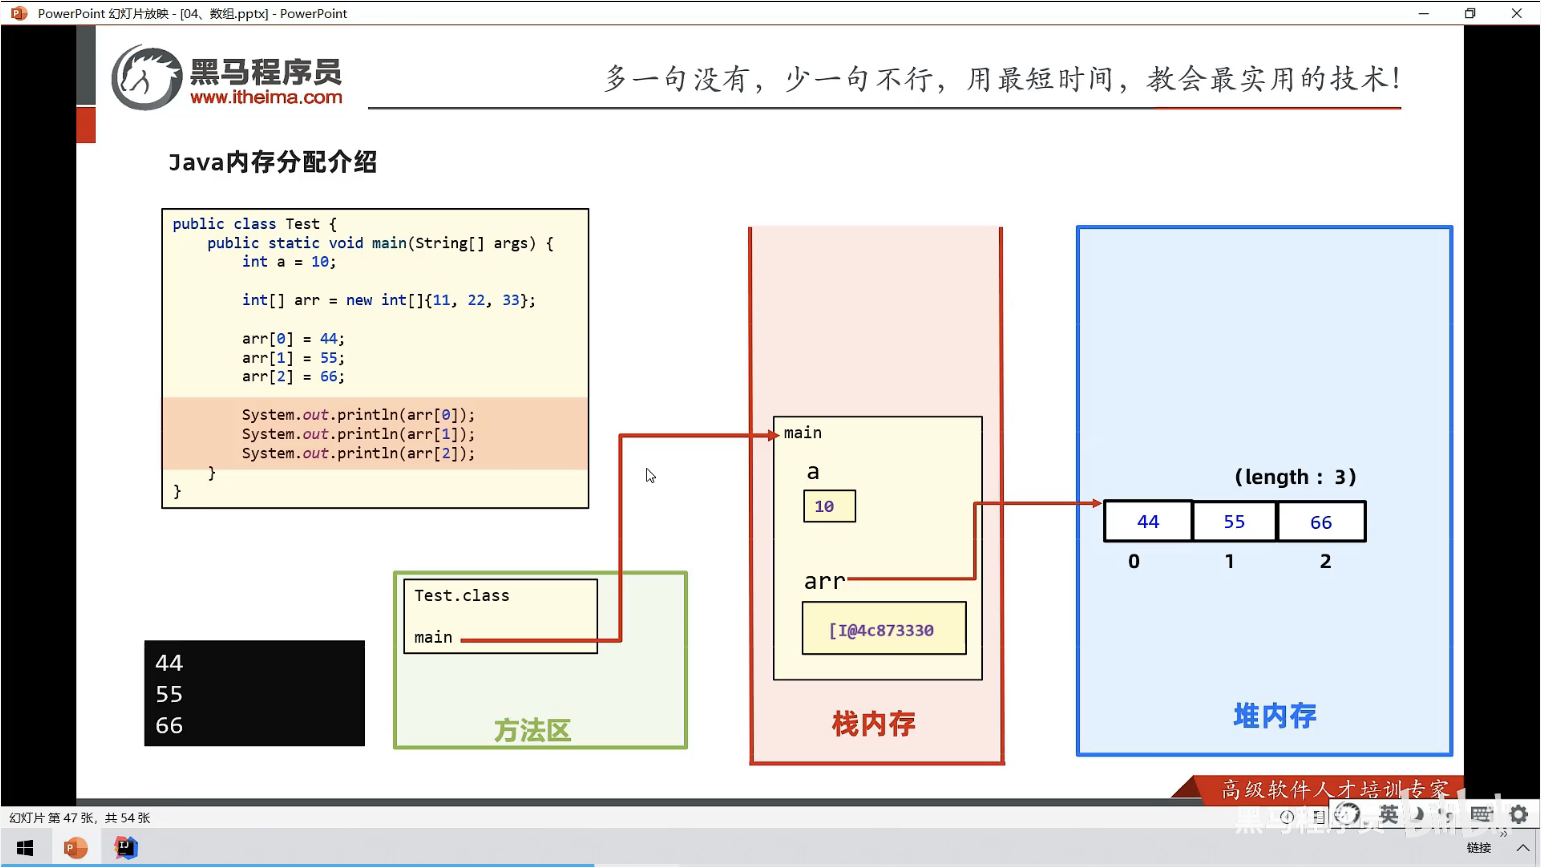 PowerPoint 幻灯片放映 - [04、数组.pptx] - PowerPoint
黑马程序员
www.itheima.com
多一句没有，少一句不行，用最短时间，教会最实用的技术！
Java内存分配介绍
public class Test {
public static void main(String[] args) {
int a = 10;
int[] arr = new int[]{11, 22, 33};
arr[0] = 44;
arr[1] = 55;
arr[2] = 66;
System.out.println(arr[0]);
System.out.println(arr[1]);
System.out.println(arr[2]);
}
}
44
55
66
Test.class
main
方法区
main
a
10
arr
[I@4c873330
栈内存
(length : 3)
44 55 66
0 1 2
堆内存
高级软件人才培训专家
幻灯片 第 47 张，共 54 张
英
黑马程序员 bilibili
链接